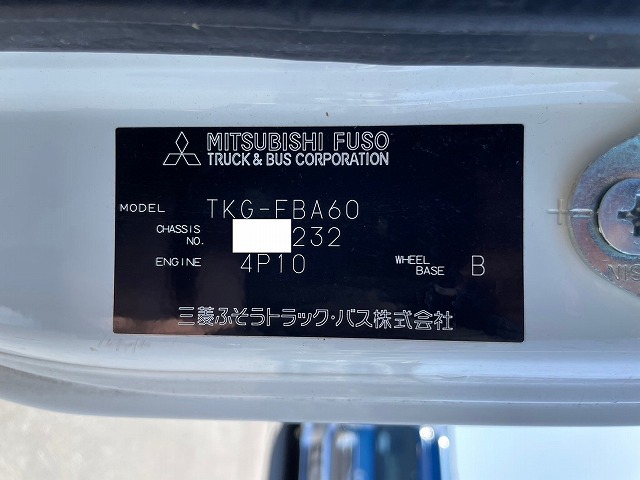 MITSUBISHI FUSO
TRUCK & BUS CORPORATION
MODEL TKG-FBA60
CHASSIS NO. 232
ENGINE 4P10 WHEEL BASE B
三菱ふそうトラック・バス株式会社